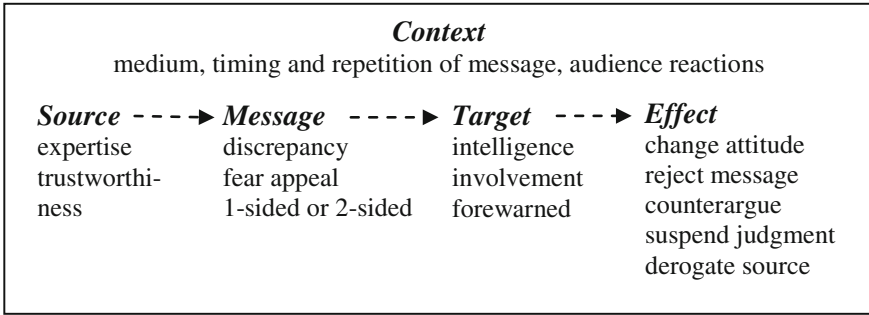 Context
medium, timing and repetition of message, audience reactions
Source Message Target Effect
expertise discrepancy intelligence change attitude
trustworthi- fear appeal involvement reject message
ness 1-sided or 2-sided forewarned counterargue
suspend judgment
derogate source